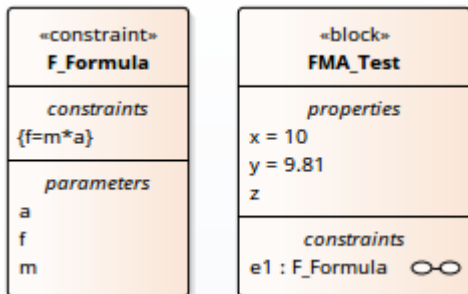 «constraint»
F_Formula
constraints
{f=m*a}
parameters
a
f
m
«block»
FMA_Test
properties
x = 10
y = 9.81
z
constraints
e1 : F_Formula